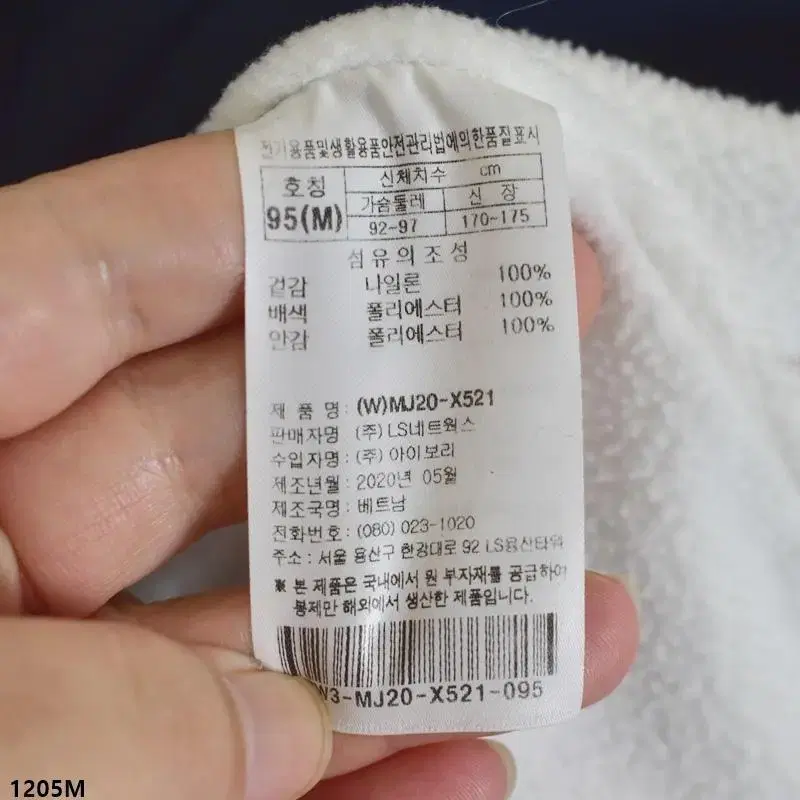 전기용품및생활용품안전관리법에의한품질표시
호칭 신체치수 cm
가슴둘레 신장
95(M) 92~97 170~175
섬유의조성
겉감 나일론 100%
배색 폴리에스터 100%
안감 폴리에스터 100%
제 품 명 : (W)MJ20-X521
판매자명 : (주) LS네트웍스
수입자명 : (주) 아이보리
제조년월 : 2020년 05월
제조국명 : 베트남
전화번호 : (080) 023-1020
주소 : 서울 용산구 한강대로 92 LS용산타워
※ 본 제품은 국내에서 원 부자재를 공급하여
봉제만 해외에서 생산한 제품입니다.
W3-MJ20-X521-095
1205M